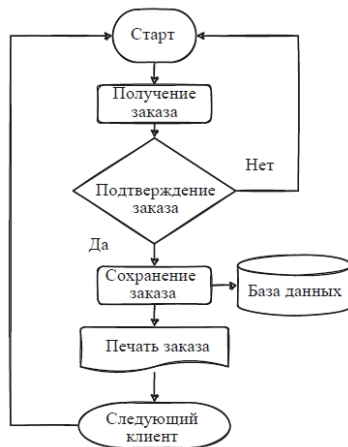 Старт
Получение
заказа
Нет
Подтверждение
заказа
Да
Сохранение
заказа
База данных
Печать заказа
Следующий
клиент